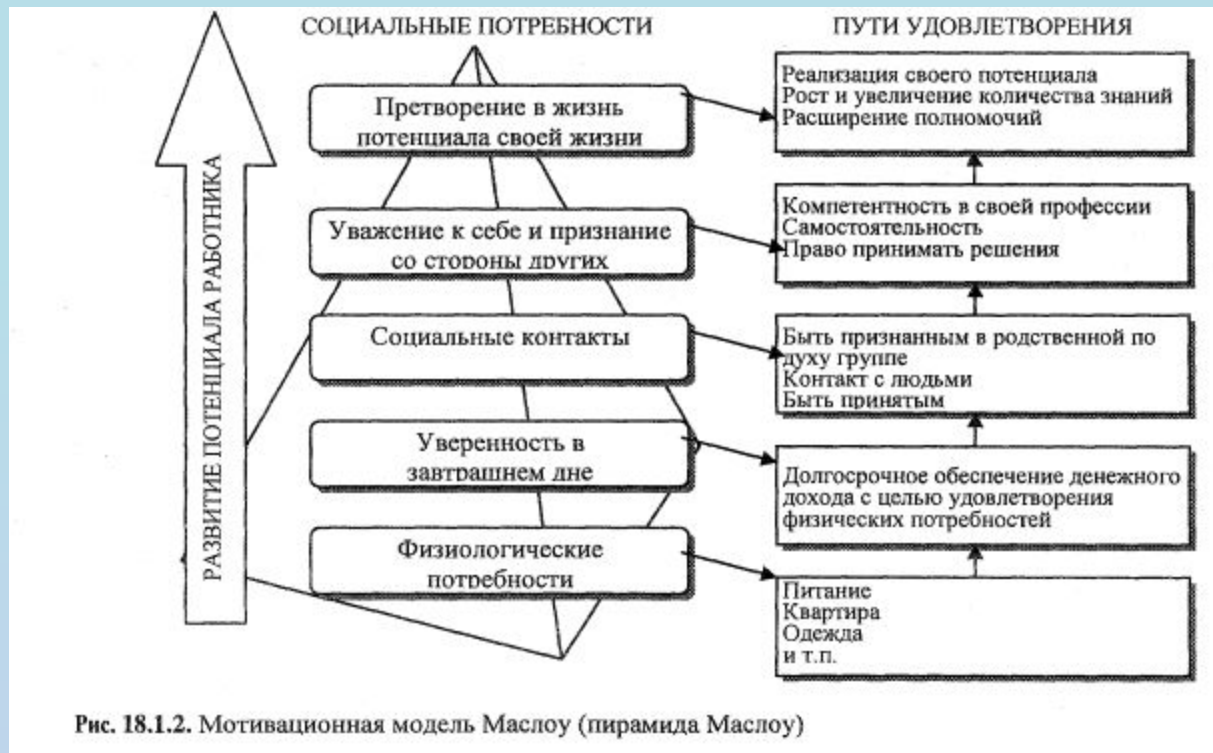 СОЦИАЛЬНЫЕ ПОТРЕБНОСТИ
ПУТИ УДОВЛЕТВОРЕНИЯ
РАЗВИТИЕ ПОТЕНЦИАЛА РАБОТНИКА
Претворение в жизнь
потенциала своей жизни
Реализация своего потенциала
Рост и увеличение количества знаний
Расширение полномочий
Уважение к себе и признание
со стороны других
Компетентность в своей профессии
Самостоятельность
Право принимать решения
Социальные контакты
Быть признанным в родственной по
духу группе
Контакт с людьми
Быть принятым
Уверенность в
завтрашнем дне
Долгосрочное обеспечение денежного
дохода с целью удовлетворения
физических потребностей
Физиологические
потребности
Питание
Квартира
Одежда
и т.п.
Рис. 18.1.2. Мотивационная модель Маслоу (пирамида Маслоу)